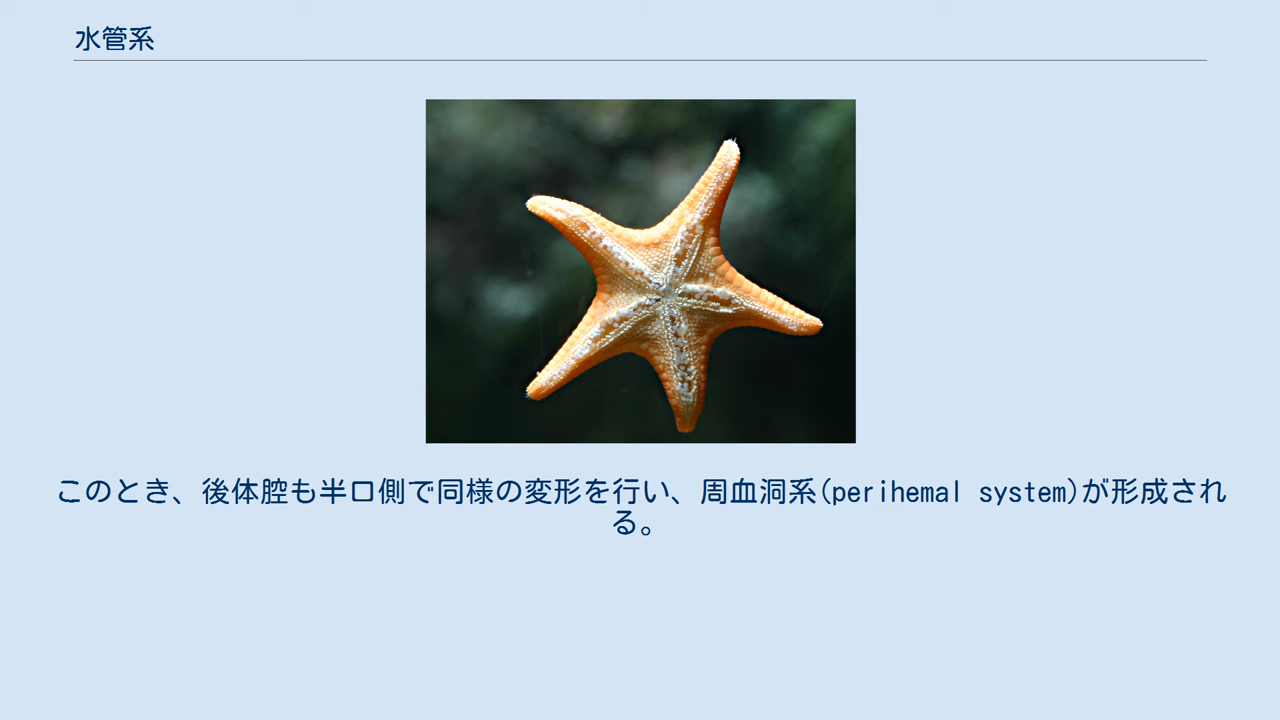 水管系
このとき、後体腔も半口側で同様の変形を行い、周血洞系(perihemal system)が形成され
る。